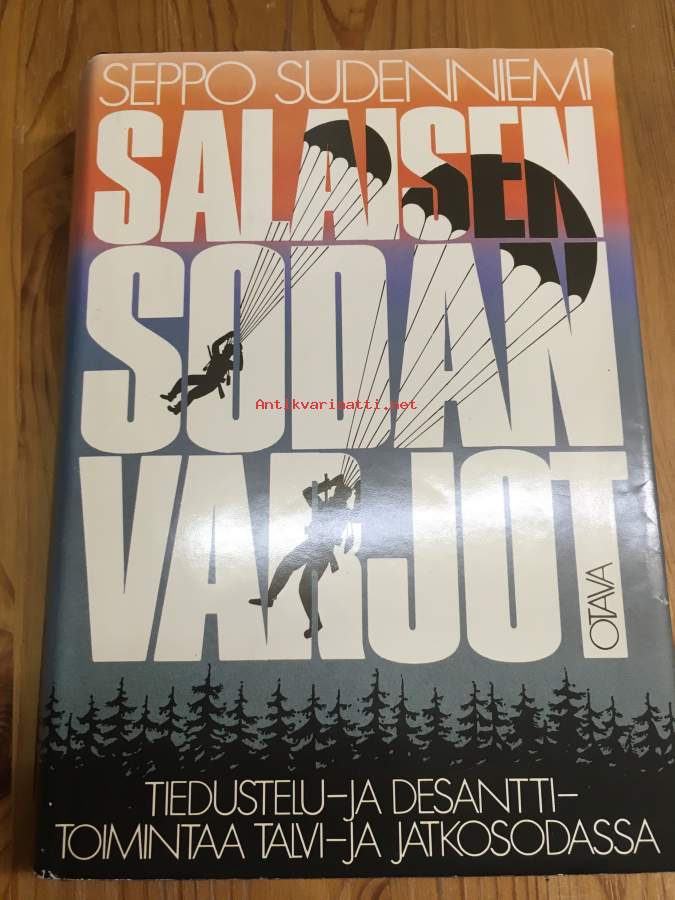 SEPPO SUDENNIEMI
SALAISEN
SODAN
Antikvariaatti.net
VARJOT
OTAVA
TIEDUSTELU-JA DESANTTI-
TOIMINTAA TALVI-JA JATKOSODASSA